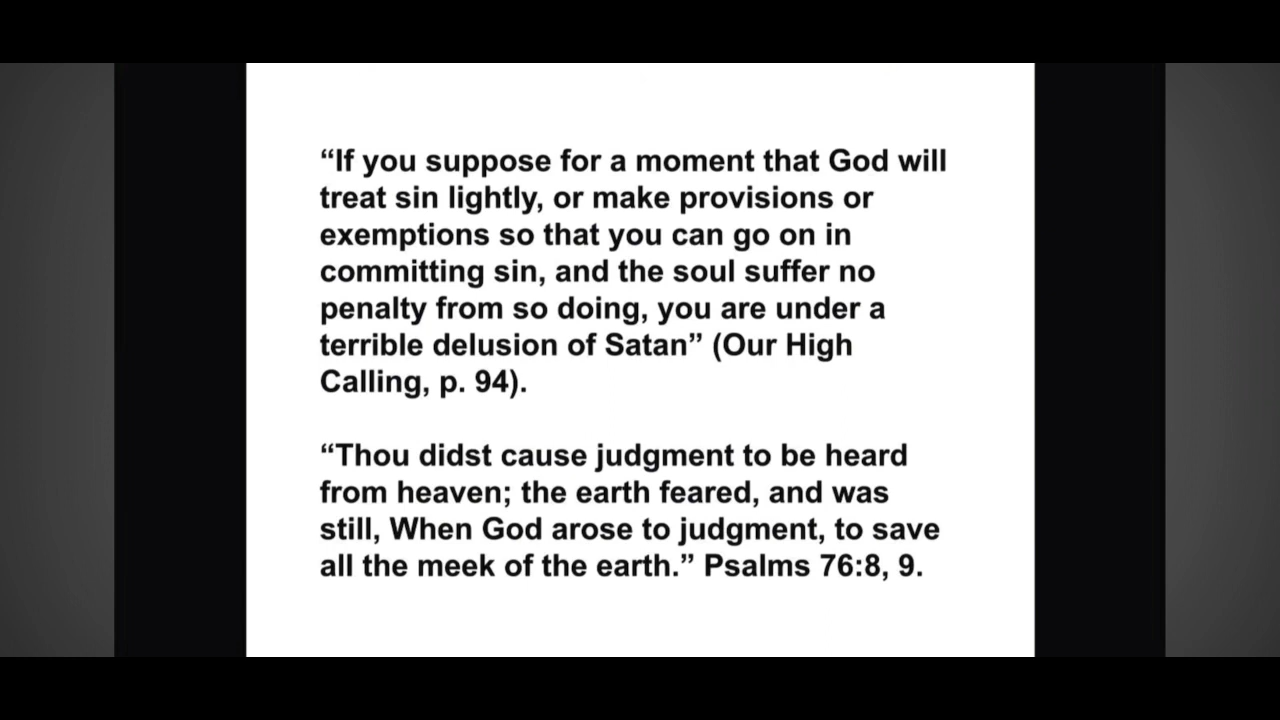 “If you suppose for a moment that God will
treat sin lightly, or make provisions or
exemptions so that you can go on in
committing sin, and the soul suffer no
penalty from so doing, you are under a
terrible delusion of Satan” (Our High
Calling, p. 94).
“Thou didst cause judgment to be heard
from heaven; the earth feared, and was
still, When God arose to judgment, to save
all the meek of the earth.” Psalms 76:8, 9.